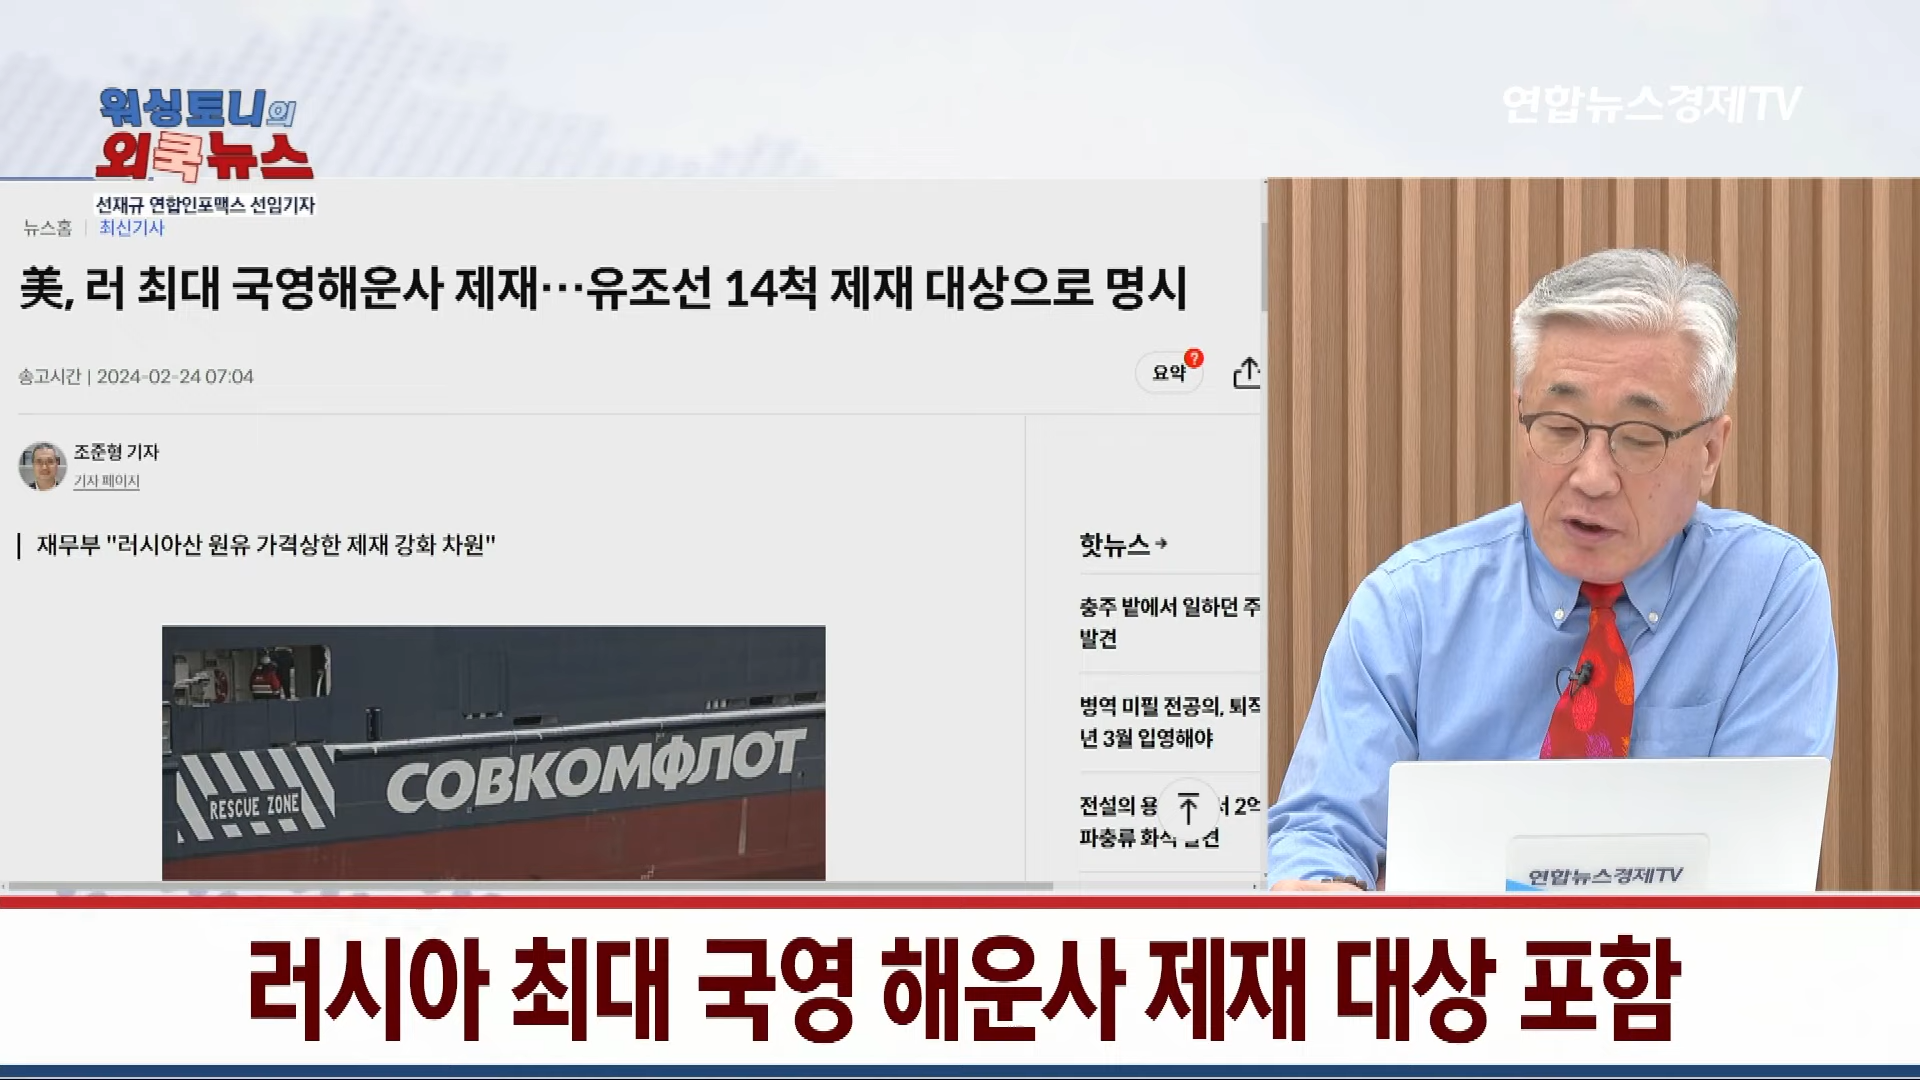 워싱토니의
외쿡뉴스
선재규 연합인포맥스 선임기자
연합뉴스경제TV
뉴스홈 | 최신기사
美, 러 최대 국영해운사 제재…유조선 14척 제재 대상으로 명시
송고시간 | 2024-02-24 07:04
요약
?
조준형 기자
기자 페이지
재무부 "러시아산 원유 가격상한 제재 강화 차원"
RESCUE ZONE
СОВКОМФЛОТ
핫뉴스
충주 밭에서 일하던 주
발견
병역 미필 전공의, 퇴직
년 3월 입영해야
전설의 용 서 2억
파충류 화석
연합뉴스경제TV
러시아 최대 국영 해운사 제재 대상 포함